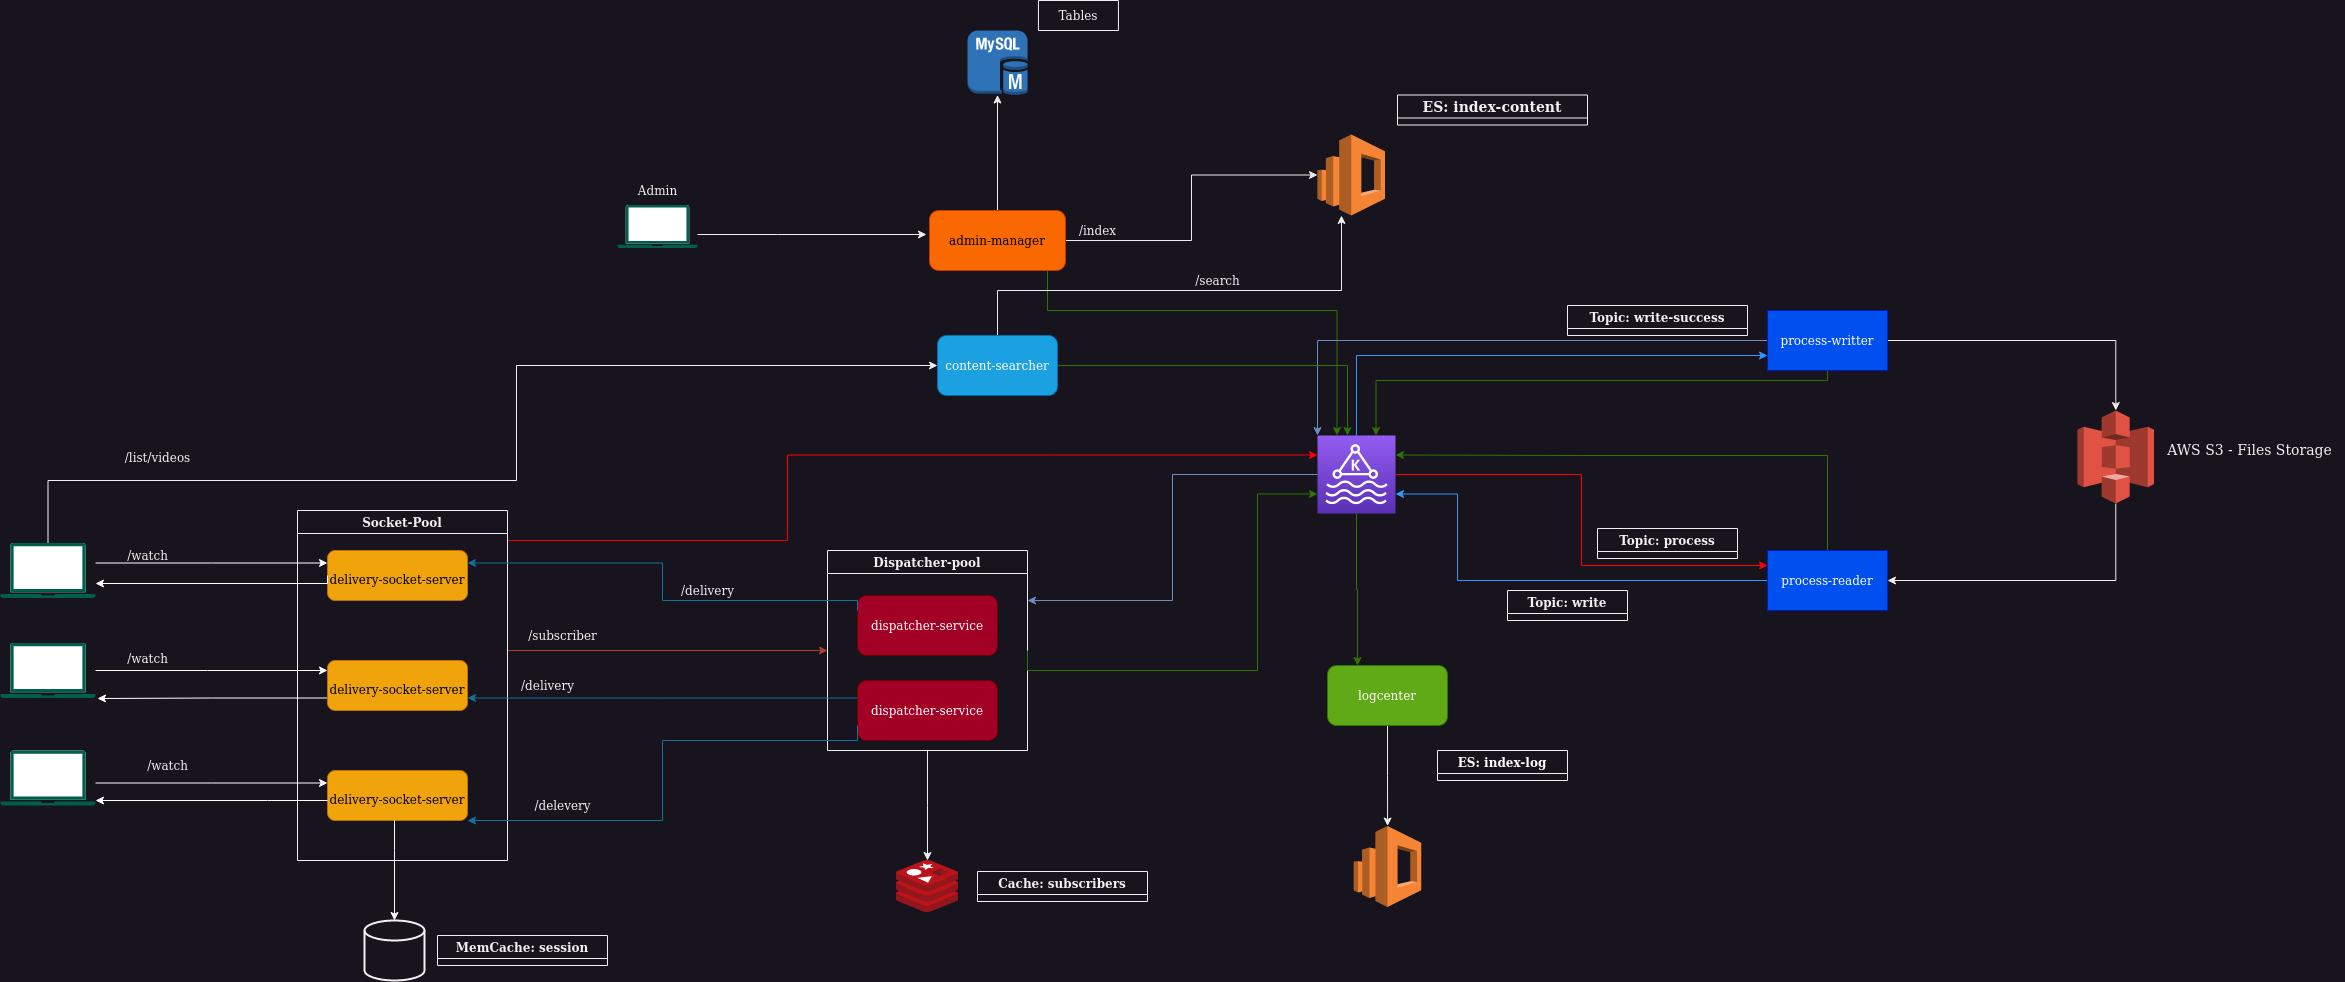 Tables
MySQL
M
ES: index-content
Admin
admin-manager
/index
/search
Topic: write-success
process-writter
content-searcher
AWS S3 - Files Storage
/list/videos
K
Socket-Pool
/watch
delivery-socket-server
Dispatcher-pool
Topic: process
process-reader
/delivery
Topic: write
dispatcher-service
/subscriber
/watch
delivery-socket-server
/delivery
dispatcher-service
logcenter
/watch
delivery-socket-server
/delevery
ES: index-log
Cache: subscribers
MemCache: session